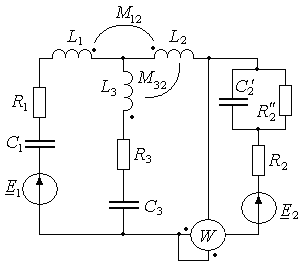 M₁₂
L₁ L₂
L₃ M₃₂
R₁ C₂′ R₂″
C₁ R₃ R₂
E₁ C₃ W E₂